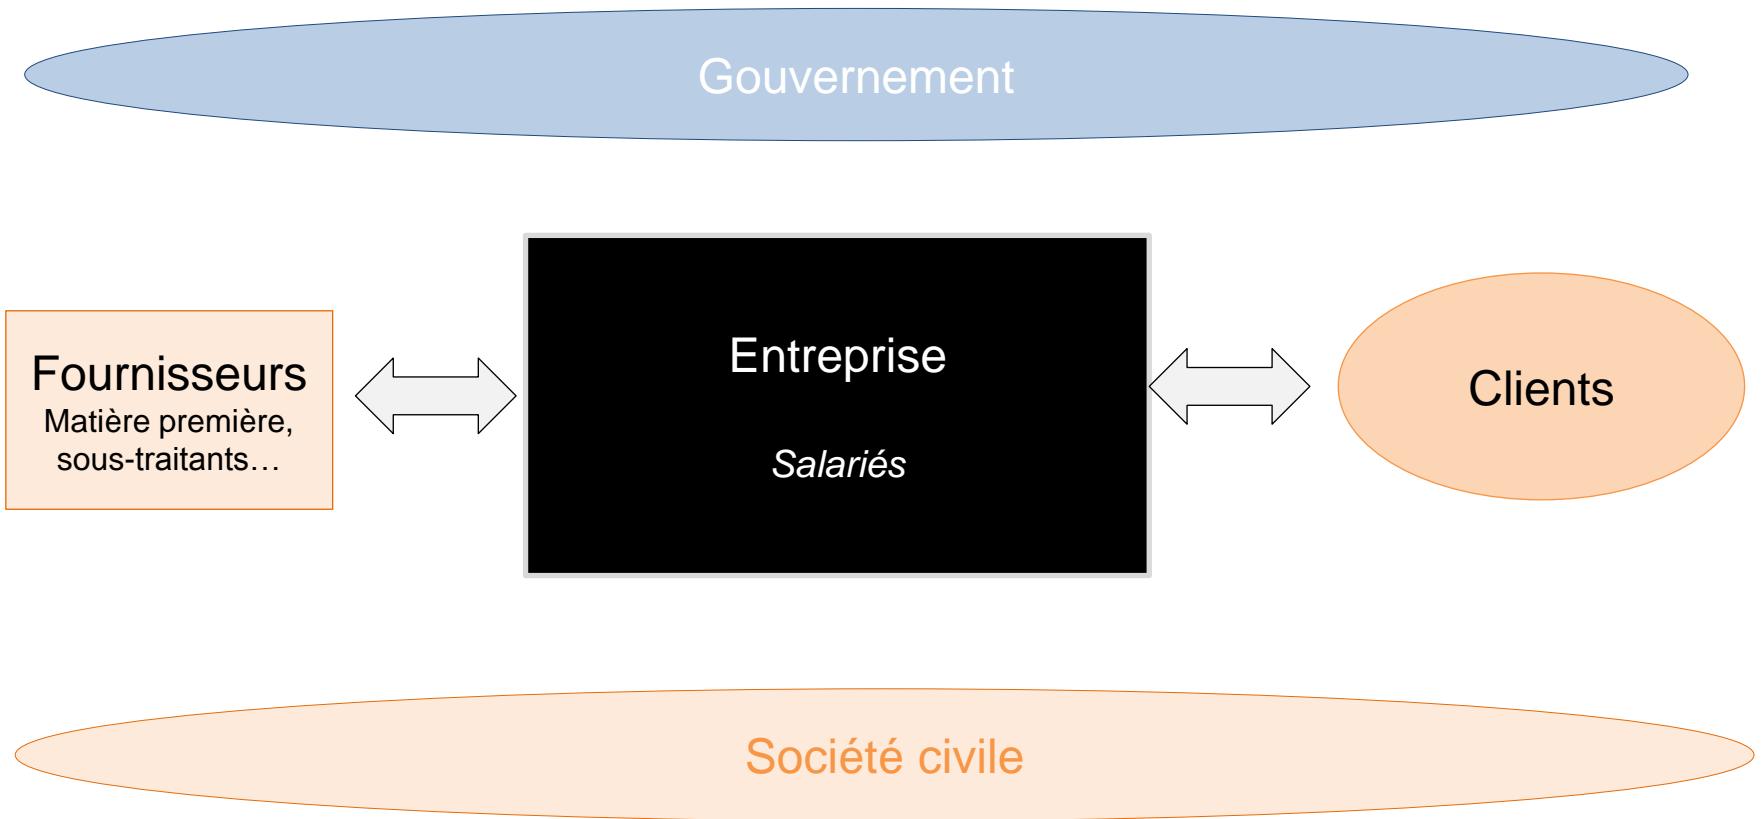 Gouvernement
Entreprise
Salariés
Fournisseurs
Matière première,
sous-traitants…
Clients
Société civile